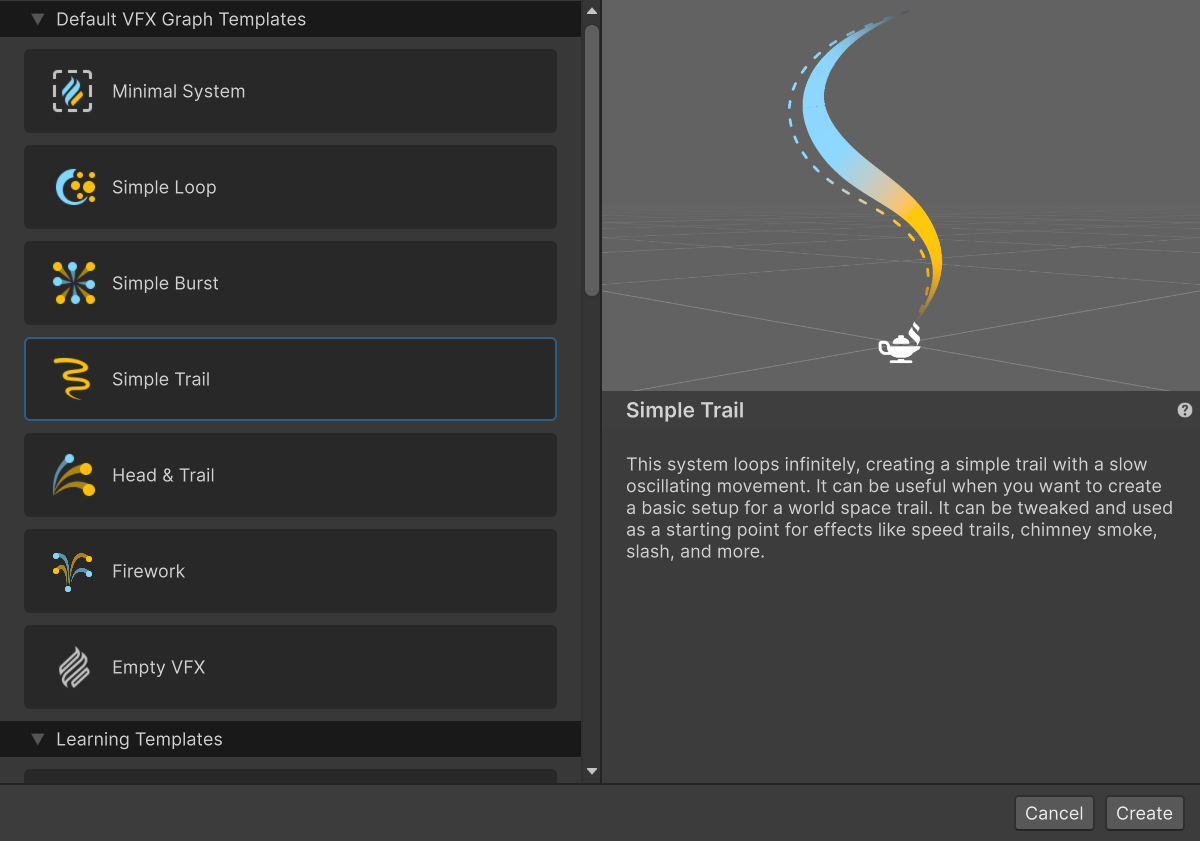 Default VFX Graph Templates
Minimal System
Simple Loop
Simple Burst
Simple Trail
Head & Trail
Firework
Empty VFX
Learning Templates
Simple Trail
?
This system loops infinitely, creating a simple trail with a slow
oscillating movement. It can be useful when you want to create
a basic setup for a world space trail. It can be tweaked and used
as a starting point for effects like speed trails, chimney smoke,
slash, and more.
Cancel
Create